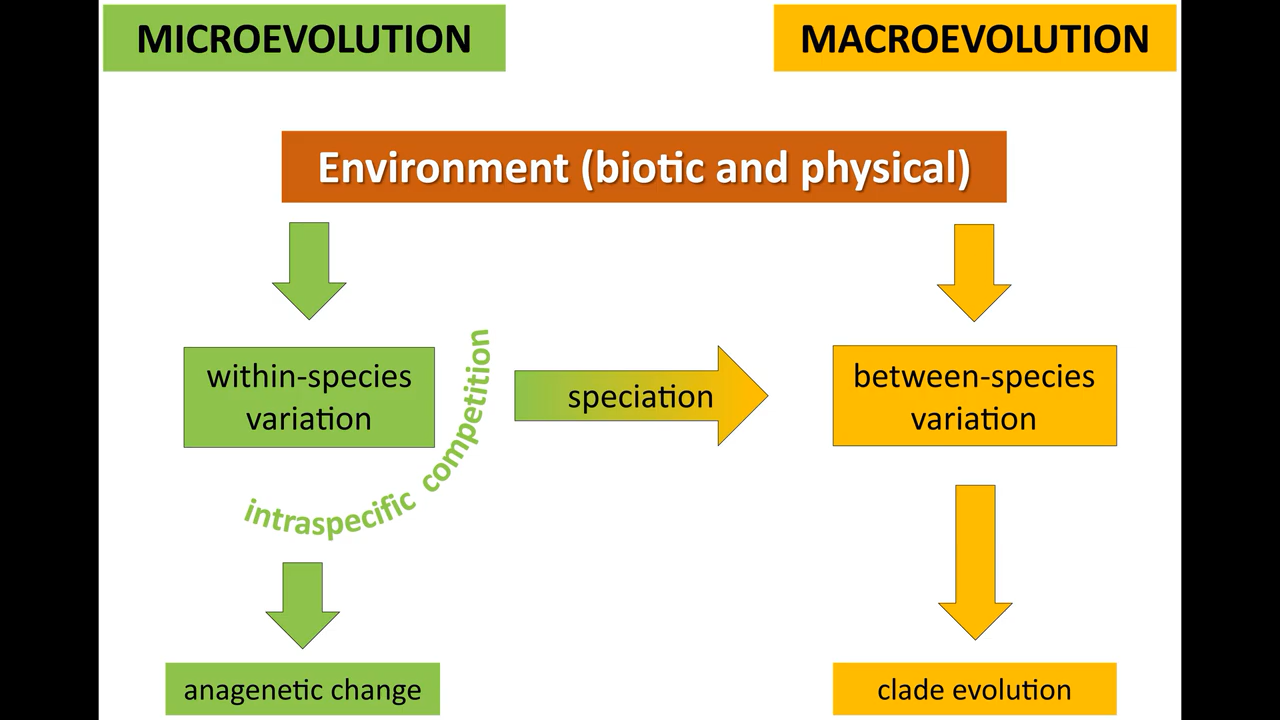 MICROEVOLUTION
MACROEVOLUTION
Environment (biotic and physical)
within-species
variation
intraspecific competition
speciation
between-species
variation
anagenetic change
clade evolution